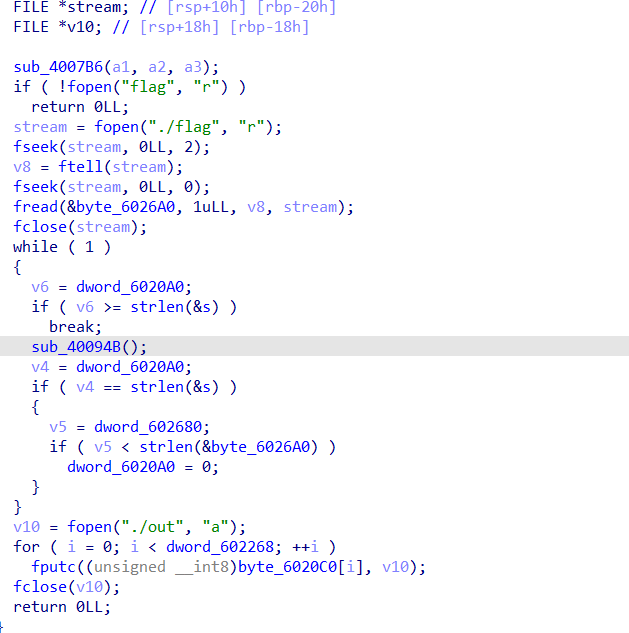 FILE *stream; // [rsp+10h] [rbp-20h]
FILE *v10; // [rsp+18h] [rbp-18h]

sub_4007B6(a1, a2, a3);
if ( !fopen("flag", "r") )
  return 0LL;
stream = fopen("./flag", "r");
fseek(stream, 0LL, 2);
v8 = ftell(stream);
fseek(stream, 0LL, 0);
fread(&byte_6026A0, 1uLL, v8, stream);
fclose(stream);
while ( 1 )
{
  v6 = dword_6020A0;
  if ( v6 >= strlen(&s) )
    break;
  sub_40094B();
  v4 = dword_6020A0;
  if ( v4 == strlen(&s) )
  {
    v5 = dword_602680;
    if ( v5 < strlen(&byte_6026A0) )
      dword_6020A0 = 0;
  }
}
v10 = fopen("./out", "a");
for ( i = 0; i < dword_602268; ++i )
  fputc((unsigned __int8)byte_6020C0[i], v10);
fclose(v10);
return 0LL;
}